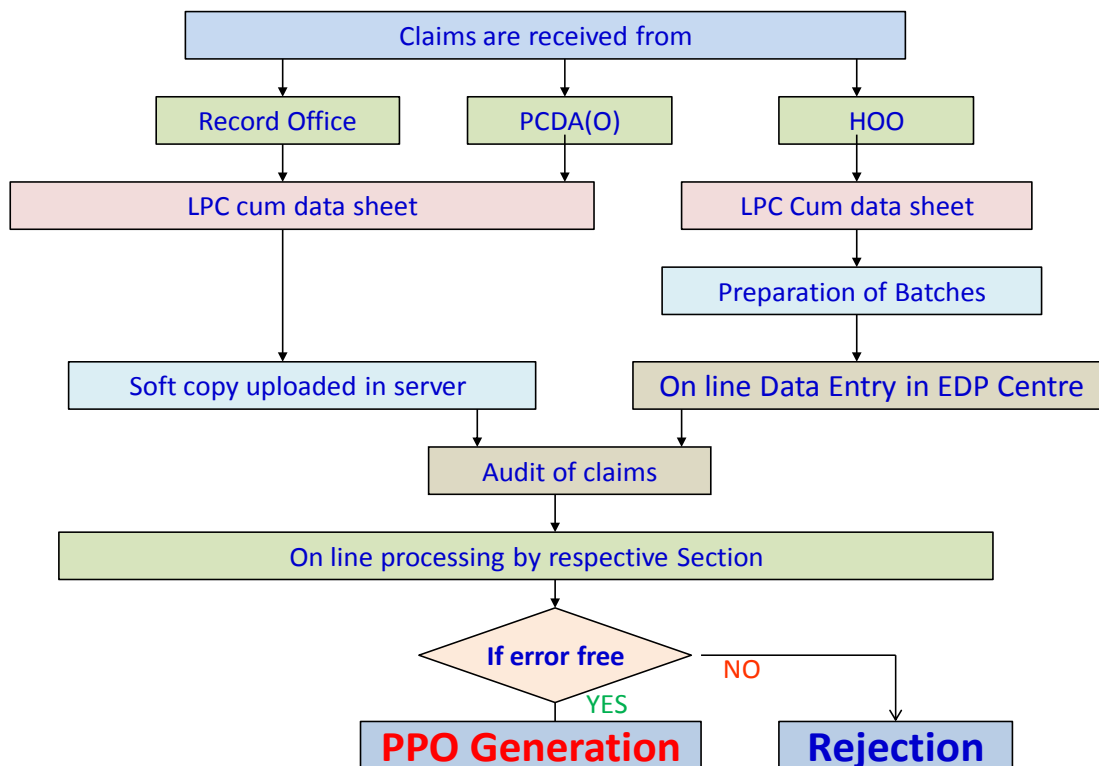 Claims are received from
Record Office
PCDA(O)
HOO
LPC cum data sheet
LPC Cum data sheet
Preparation of Batches
Soft copy uploaded in server
On line Data Entry in EDP Centre
Audit of claims
On line processing by respective Section
If error free
NO
YES
PPO Generation
Rejection